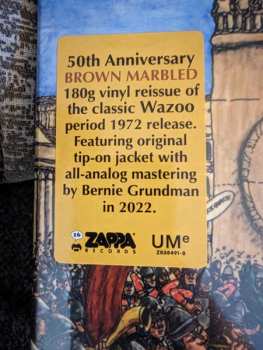 50th Anniversary
BROWN MARBLED
180g vinyl reissue of
the classic Wazoo
period 1972 release.
Featuring original
tip-on jacket with
all-analog mastering
by Bernie Grundman
in 2022.
ZAPPA UMe
RECORDS